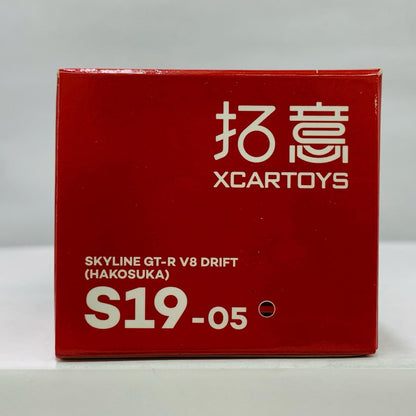 拓意
XCARTOYS
SKYLINE GT-R V8 DRIFT
(HAKOSUKA)
S19-05